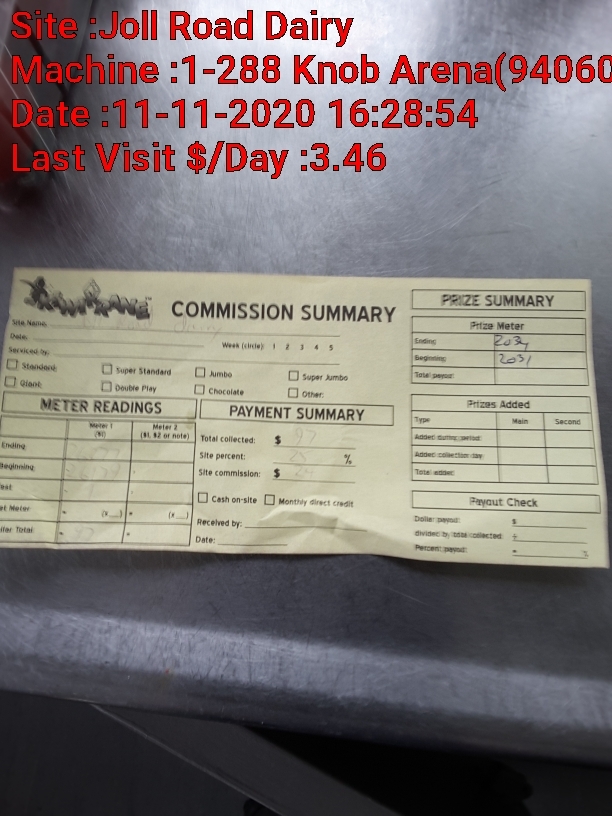 Site :Joll Road Dairy
Machine :1-288 Knob Arena(94060
Date :11-11-2020 16:28:54
Last Visit $/Day :3.46
COMMISSION SUMMARY
Site Name:
Date:
Week (circle): 1 2 3 4 5
Serviced by:
Standard Super Standard Jumbo Super Jumbo
Giant Double Play Chocolate Other:
METER READINGS
Meter 1 ($1) Meter 2 ($1, $2 or note)
Ending
Beginning
Test
(x__) (x__)
PAYMENT SUMMARY
Total collected: $ 97
Site percent: %
Site commission: $ 24
Cash on-site Monthly direct credit
Received by:
Date:
PRIZE SUMMARY
Prize Meter
Ending 2034
Beginning 2031
Total payout
Prizes Added
Type Main Second
Added during period:
Added collection day:
Total added:
Payout Check
Dollar payout: $
divided by total collected: ÷
Percent payout: = %